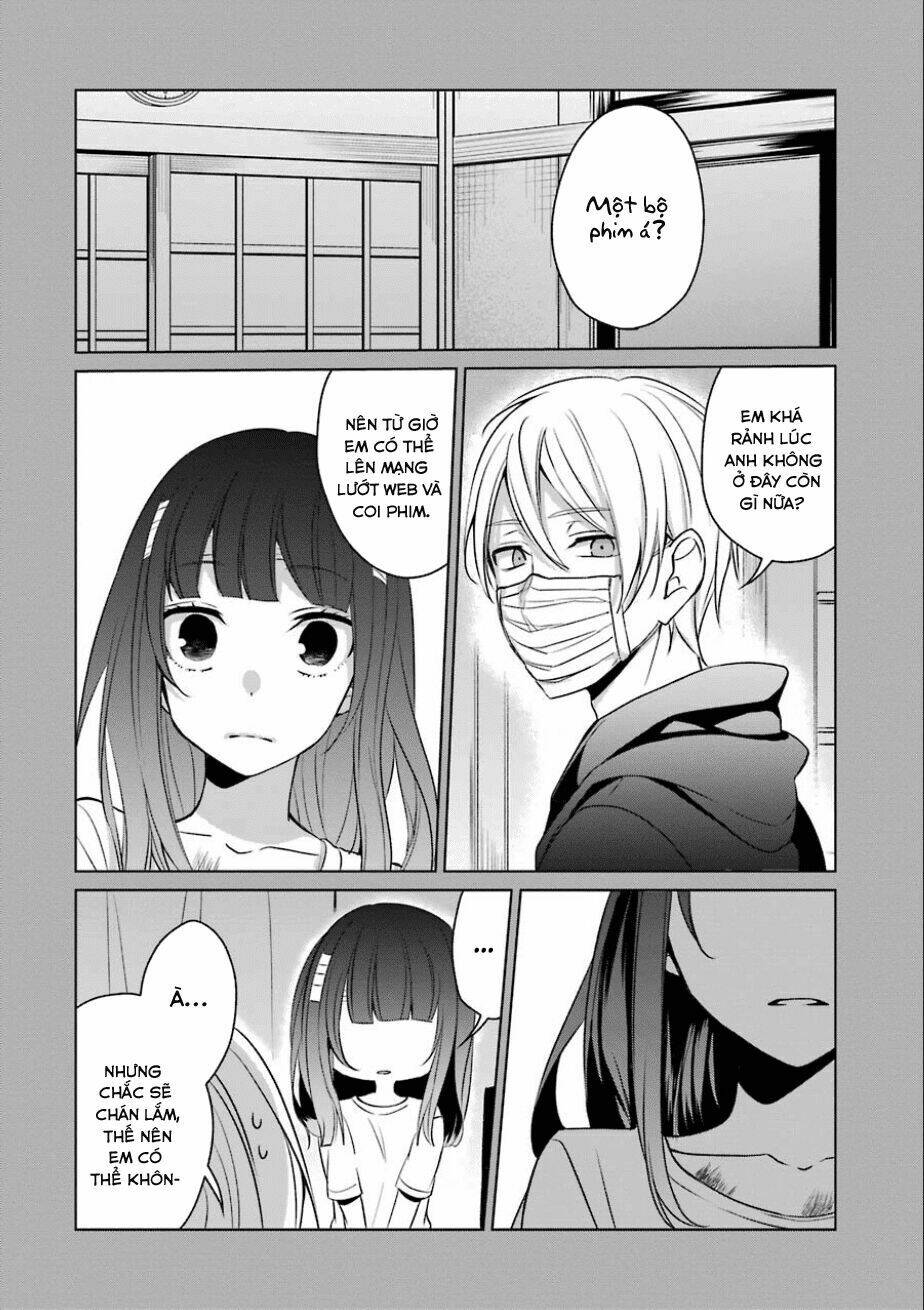 Một bộ
phim á?
EM KHÁ
RẢNH LÚC
ANH KHÔNG
Ở ĐÂY CÒN
GÌ NỮA?
NÊN TỪ GIỜ
EM CÓ THỂ
LÊN MẠNG
LƯỚT WEB VÀ
COI PHIM.
...
À...
NHƯNG
CHẮC SẼ
CHÁN LẮM,
THẾ NÊN
EM CÓ
THỂ KHÔN-